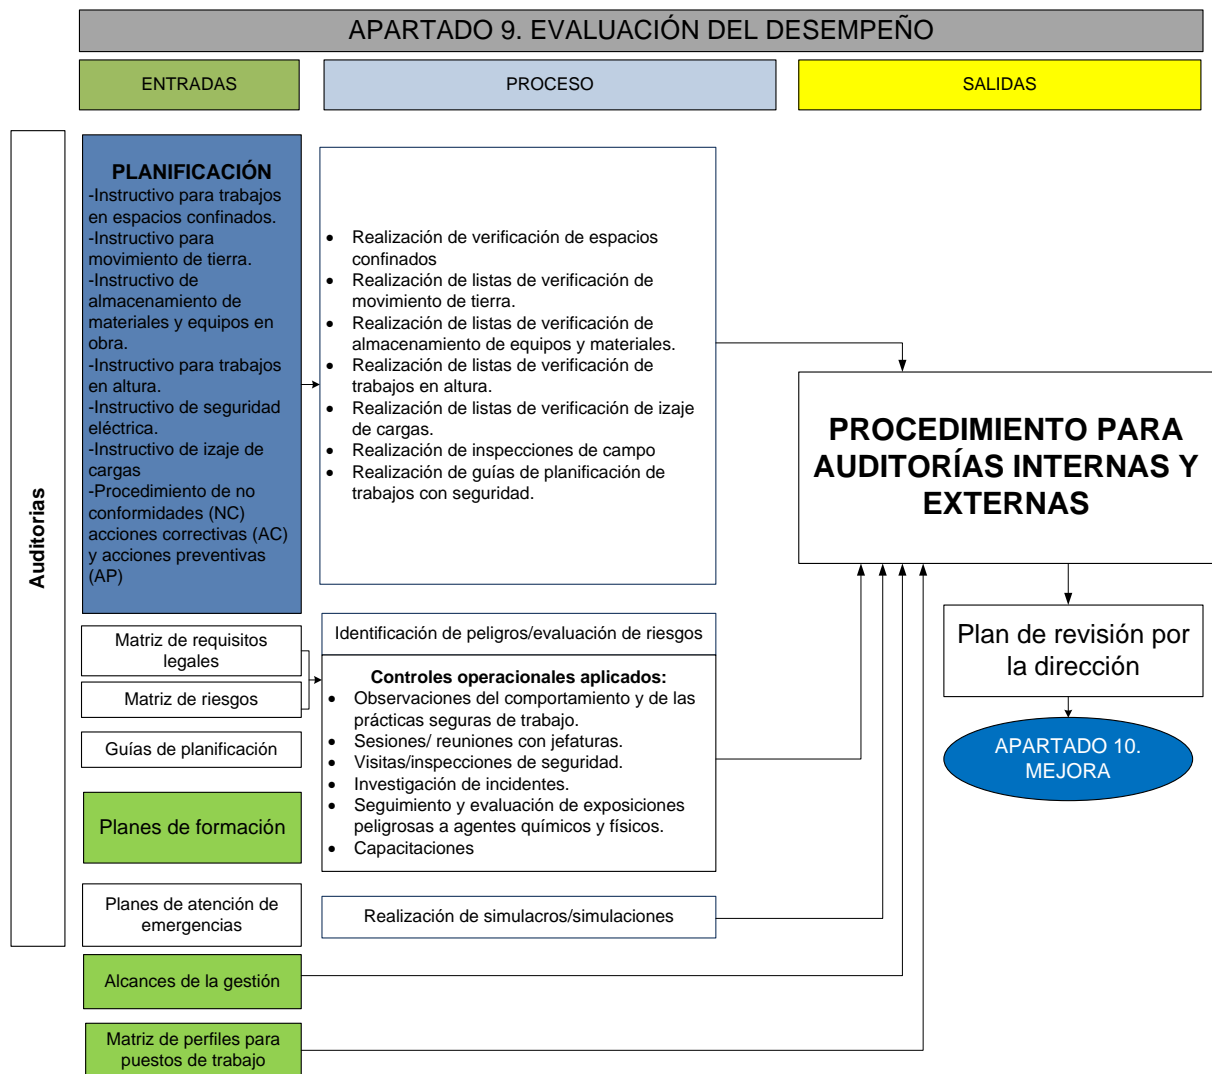 APARTADO 9. EVALUACIÓN DEL DESEMPEÑO
ENTRADAS
PROCESO
SALIDAS
Auditorias
PLANIFICACIÓN
-Instructivo para trabajos
en espacios confinados.
-Instructivo para
movimiento de tierra.
-Instructivo de
almacenamiento de
materiales y equipos en
obra.
-Instructivo para trabajos
en altura.
-Instructivo de seguridad
eléctrica.
-Instructivo de izaje de
cargas
-Procedimiento de no
conformidades (NC)
acciones correctivas (AC)
y acciones preventivas
(AP)
• Realización de verificación de espacios
confinados
• Realización de listas de verificación de
movimiento de tierra.
• Realización de listas de verificación de
almacenamiento de equipos y materiales.
• Realización de listas de verificación de
trabajos en altura.
• Realización de listas de verificación de izaje
de cargas.
• Realización de inspecciones de campo
• Realización de guías de planificación de
trabajos con seguridad.
PROCEDIMIENTO PARA
AUDITORÍAS INTERNAS Y
EXTERNAS
Matriz de requisitos
legales
Matriz de riesgos
Guías de planificación
Planes de formación
Planes de atención de
emergencias
Alcances de la gestión
Matriz de perfiles para
puestos de trabajo
Identificación de peligros/evaluación de riesgos
Controles operacionales aplicados:
• Observaciones del comportamiento y de las
prácticas seguras de trabajo.
• Sesiones/ reuniones con jefaturas.
• Visitas/inspecciones de seguridad.
• Investigación de incidentes.
• Seguimiento y evaluación de exposiciones
peligrosas a agentes químicos y físicos.
• Capacitaciones
Realización de simulacros/simulaciones
Plan de revisión por
la dirección
APARTADO 10.
MEJORA